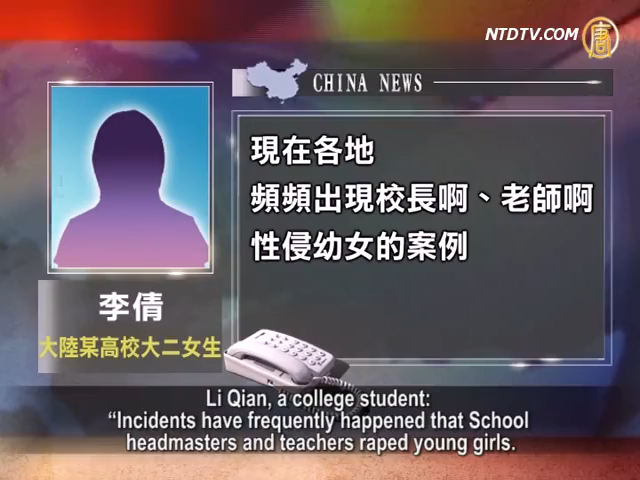 NTDTV.COM
唐
CHINA NEWS
現在各地
頻頻出現校長啊、老師啊
性侵幼女的案例
李倩
大陸某高校大二女生
Li Qian, a college student:
“Incidents have frequently happened that School
headmasters and teachers raped young girls.